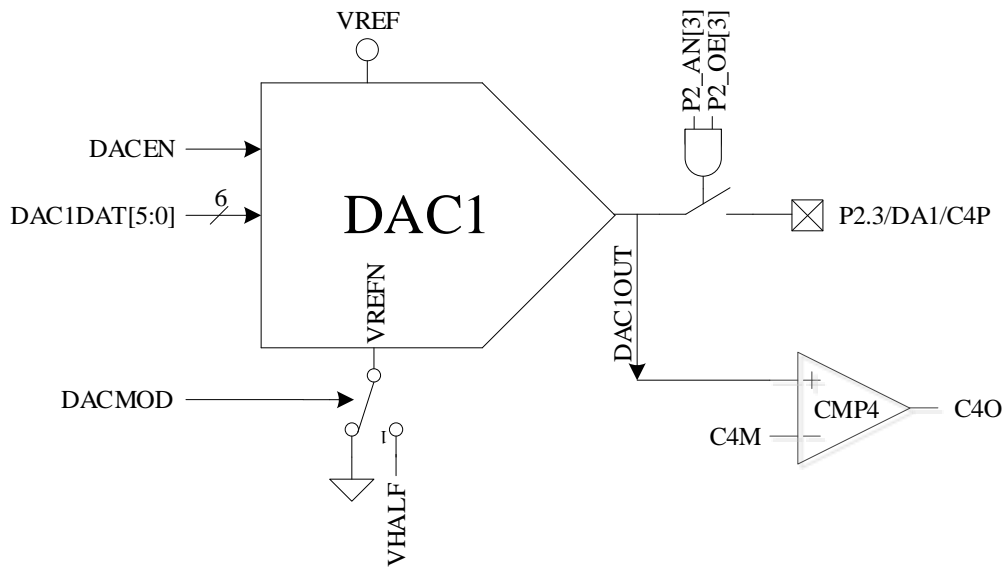 VREF
P2_AN[3]
P2_OE[3]
DACEN
6
DAC1DAT[5:0]
DAC1
P2.3/DA1/C4P
VREFN
DAC1OUT
DACMOD
+
CMP4
C4O
C4M
1
VHALF